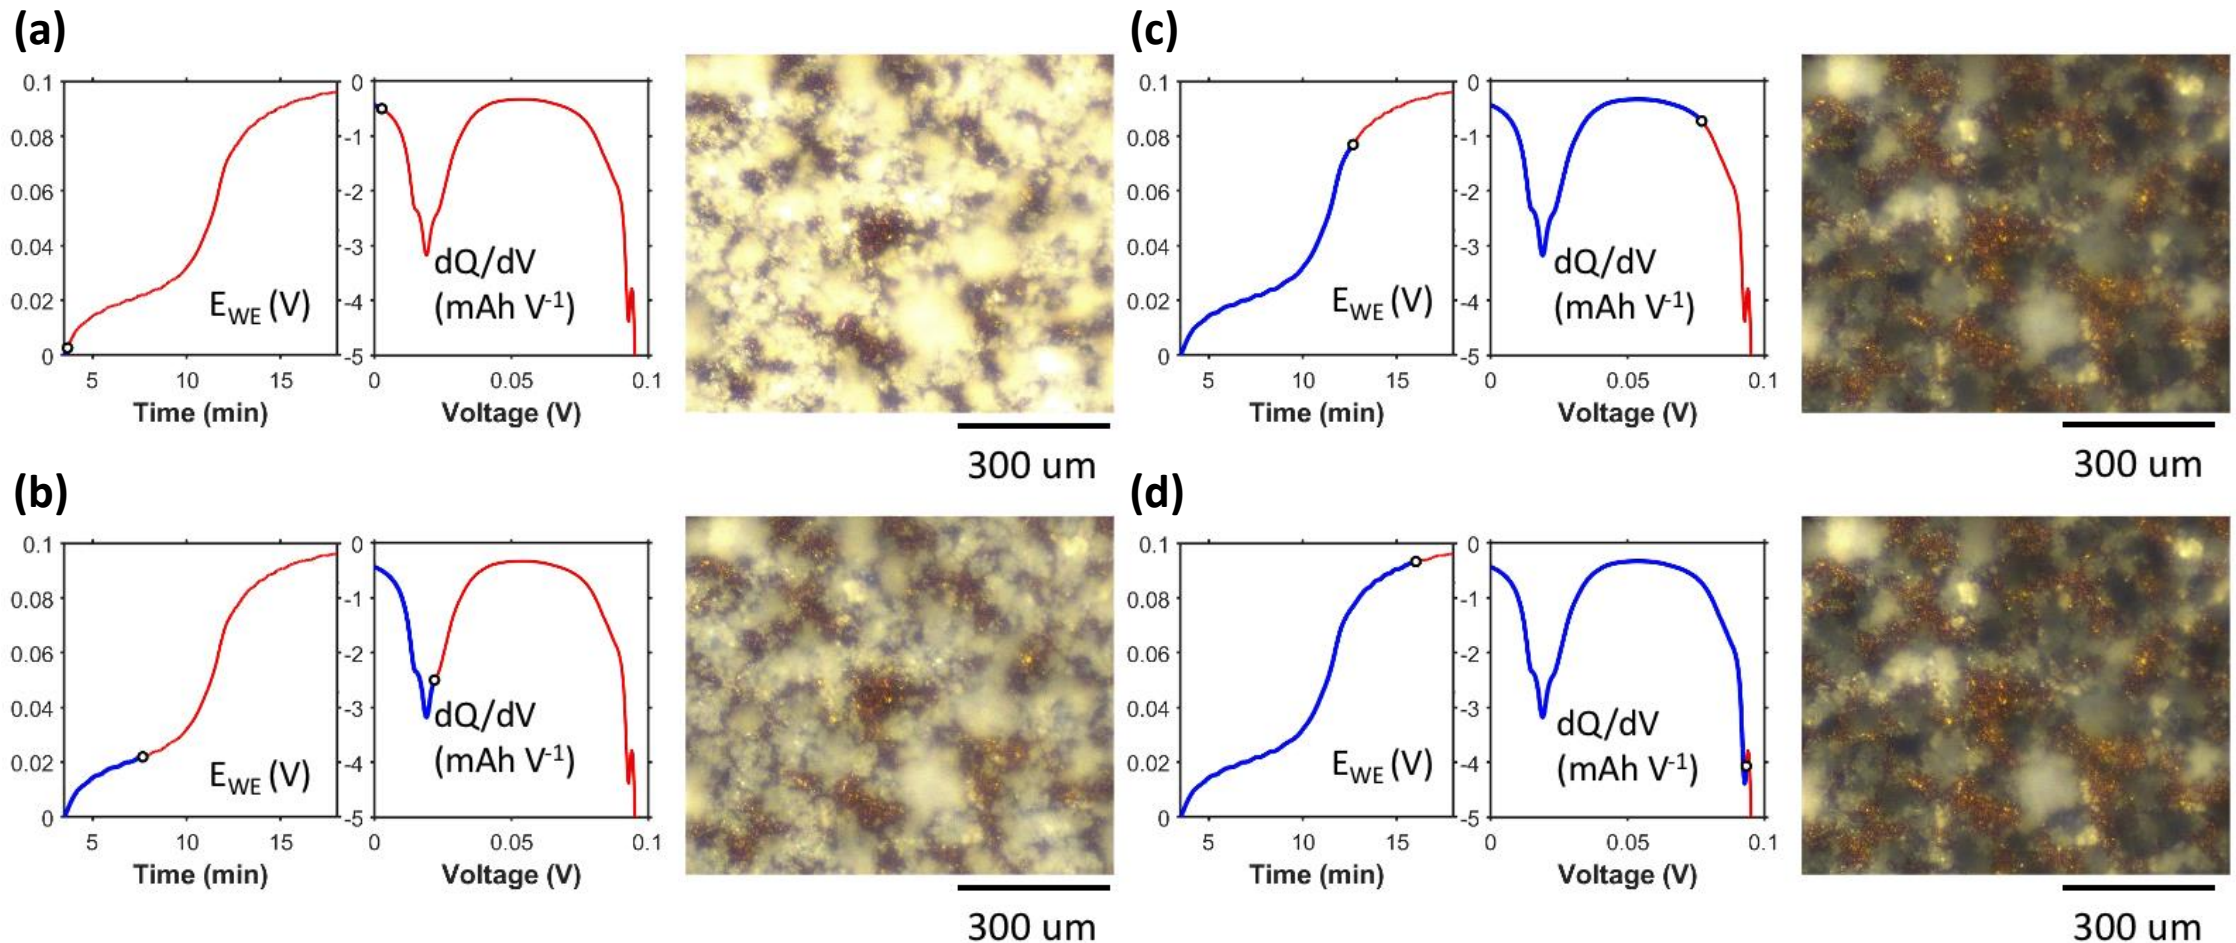 (a)
0.1
0.08
0.06
0.04
0.02
0
5 10 15
Time (min)
E_WE (V)
0
-1
-2
-3
-4
-5
0 0.05 0.1
Voltage (V)
dQ/dV
(mAh V⁻¹)
300 um
(b)
0.1
0.08
0.06
0.04
0.02
0
5 10 15
Time (min)
E_WE (V)
0
-1
-2
-3
-4
-5
0 0.05 0.1
Voltage (V)
dQ/dV
(mAh V⁻¹)
300 um
(c)
0.1
0.08
0.06
0.04
0.02
0
5 10 15
Time (min)
E_WE (V)
0
-1
-2
-3
-4
-5
0 0.05 0.1
Voltage (V)
dQ/dV
(mAh V⁻¹)
300 um
(d)
0.1
0.08
0.06
0.04
0.02
0
5 10 15
Time (min)
E_WE (V)
0
-1
-2
-3
-4
-5
0 0.05 0.1
Voltage (V)
dQ/dV
(mAh V⁻¹)
300 um